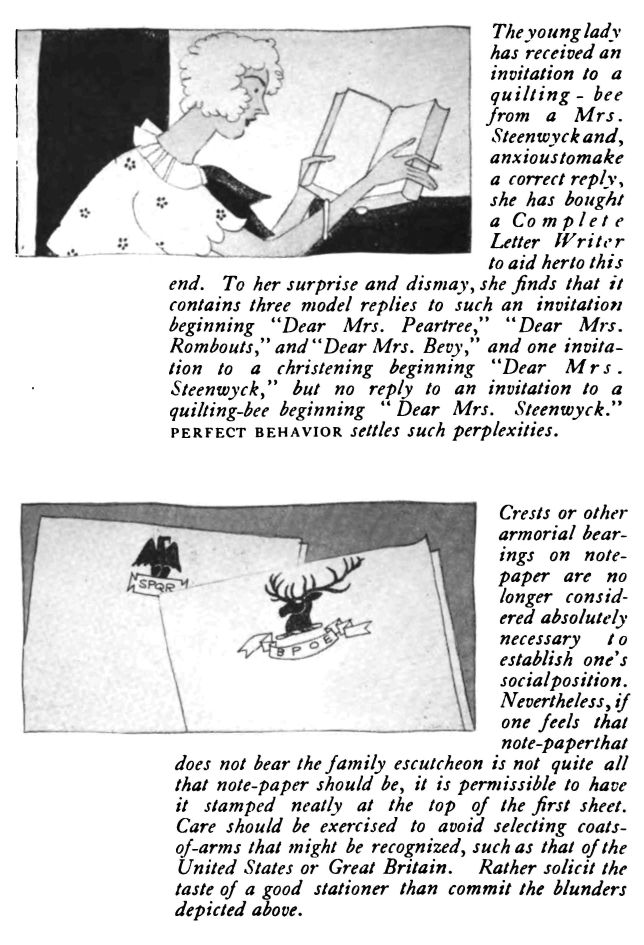 The young lady
has received an
invitation to a
quilting - bee
from a Mrs.
Steenwyck and,
anxious to make
a correct reply,
she has bought
a Complete
Letter Writer
to aid her to this
end. To her surprise and dismay, she finds that it
contains three model replies to such an invitation
beginning "Dear Mrs. Peartree," "Dear Mrs.
Rombouts," and "Dear Mrs. Bevy," and one invita-
tion to a christening beginning "Dear Mrs.
Steenwyck," but no reply to an invitation to a
quilting-bee beginning "Dear Mrs. Steenwyck."
PERFECT BEHAVIOR settles such perplexities.
SPQR
BPOE
Crests or other
armorial bear-
ings on note-
paper are no
longer consid-
ered absolutely
necessary to
establish one's
social position.
Nevertheless, if
one feels that
note-paper that
does not bear the family escutcheon is not quite all
that note-paper should be, it is permissible to have
it stamped neatly at the top of the first sheet.
Care should be exercised to avoid selecting coats-
of-arms that might be recognized, such as that of the
United States or Great Britain. Rather solicit the
taste of a good stationer than commit the blunders
depicted above.